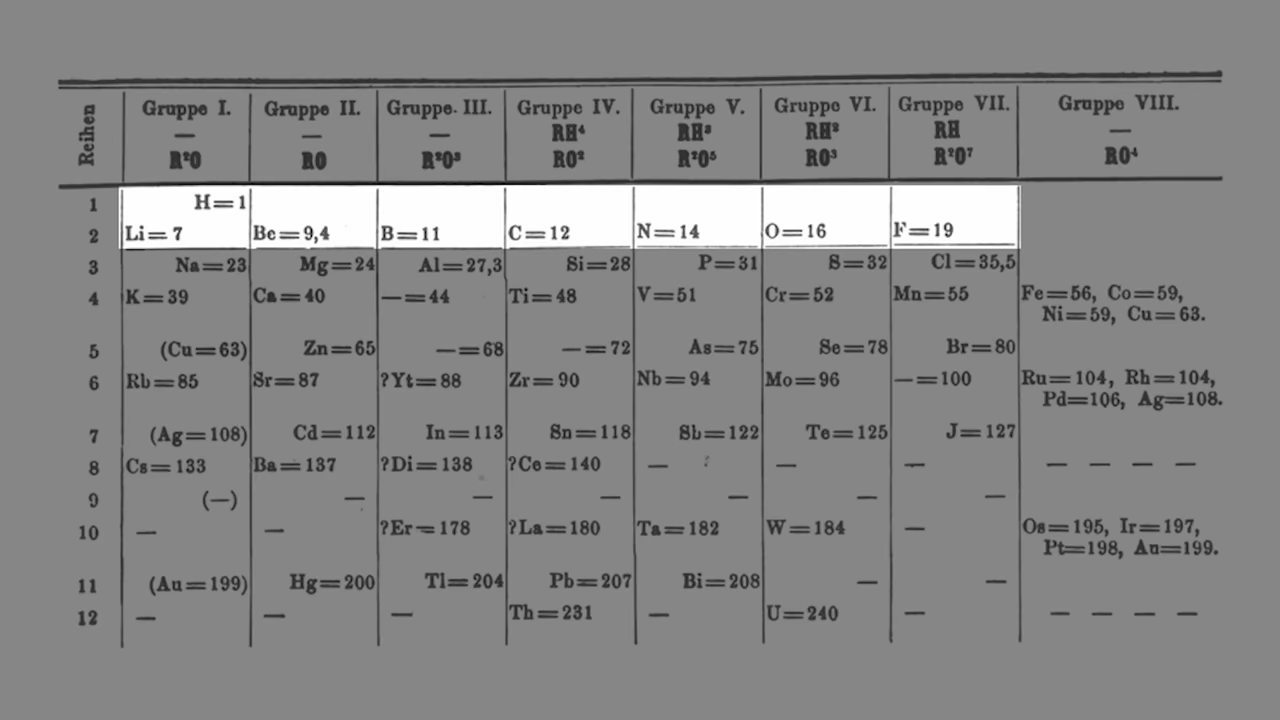 Reihen Gruppe I. Gruppe II. Gruppe III. Gruppe IV. Gruppe V. Gruppe VI. Gruppe VII. Gruppe VIII.
— — — RH⁴ RH³ RH² RH —
R²O RO R²O³ RO² R²O⁵ RO³ R²O⁷ RO⁴
1 H=1
2 Li=7 Be=9,4 B=11 C=12 N=14 O=16 F=19
3 Na=23 Mg=24 Al=27,3 Si=28 P=31 S=32 Cl=35,5
4 K=39 Ca=40 —=44 Ti=48 V=51 Cr=52 Mn=55 Fe=56, Co=59,
Ni=59, Cu=63.
5 (Cu=63) Zn=65 —=68 —=72 As=75 Se=78 Br=80
6 Rb=85 Sr=87 ?Yt=88 Zr=90 Nb=94 Mo=96 —=100 Ru=104, Rh=104,
Pd=106, Ag=108.
7 (Ag=108) Cd=112 In=113 Sn=118 Sb=122 Te=125 J=127
8 Cs=133 Ba=137 ?Di=138 ?Ce=140 — — — — — — —
9 (—) — — — — — —
10 — — ?Er=178 ?La=180 Ta=182 W=184 — Os=195, Ir=197,
Pt=198, Au=199.
11 (Au=199) Hg=200 Tl=204 Pb=207 Bi=208 — —
12 — — — Th=231 — U=240 — — — — —